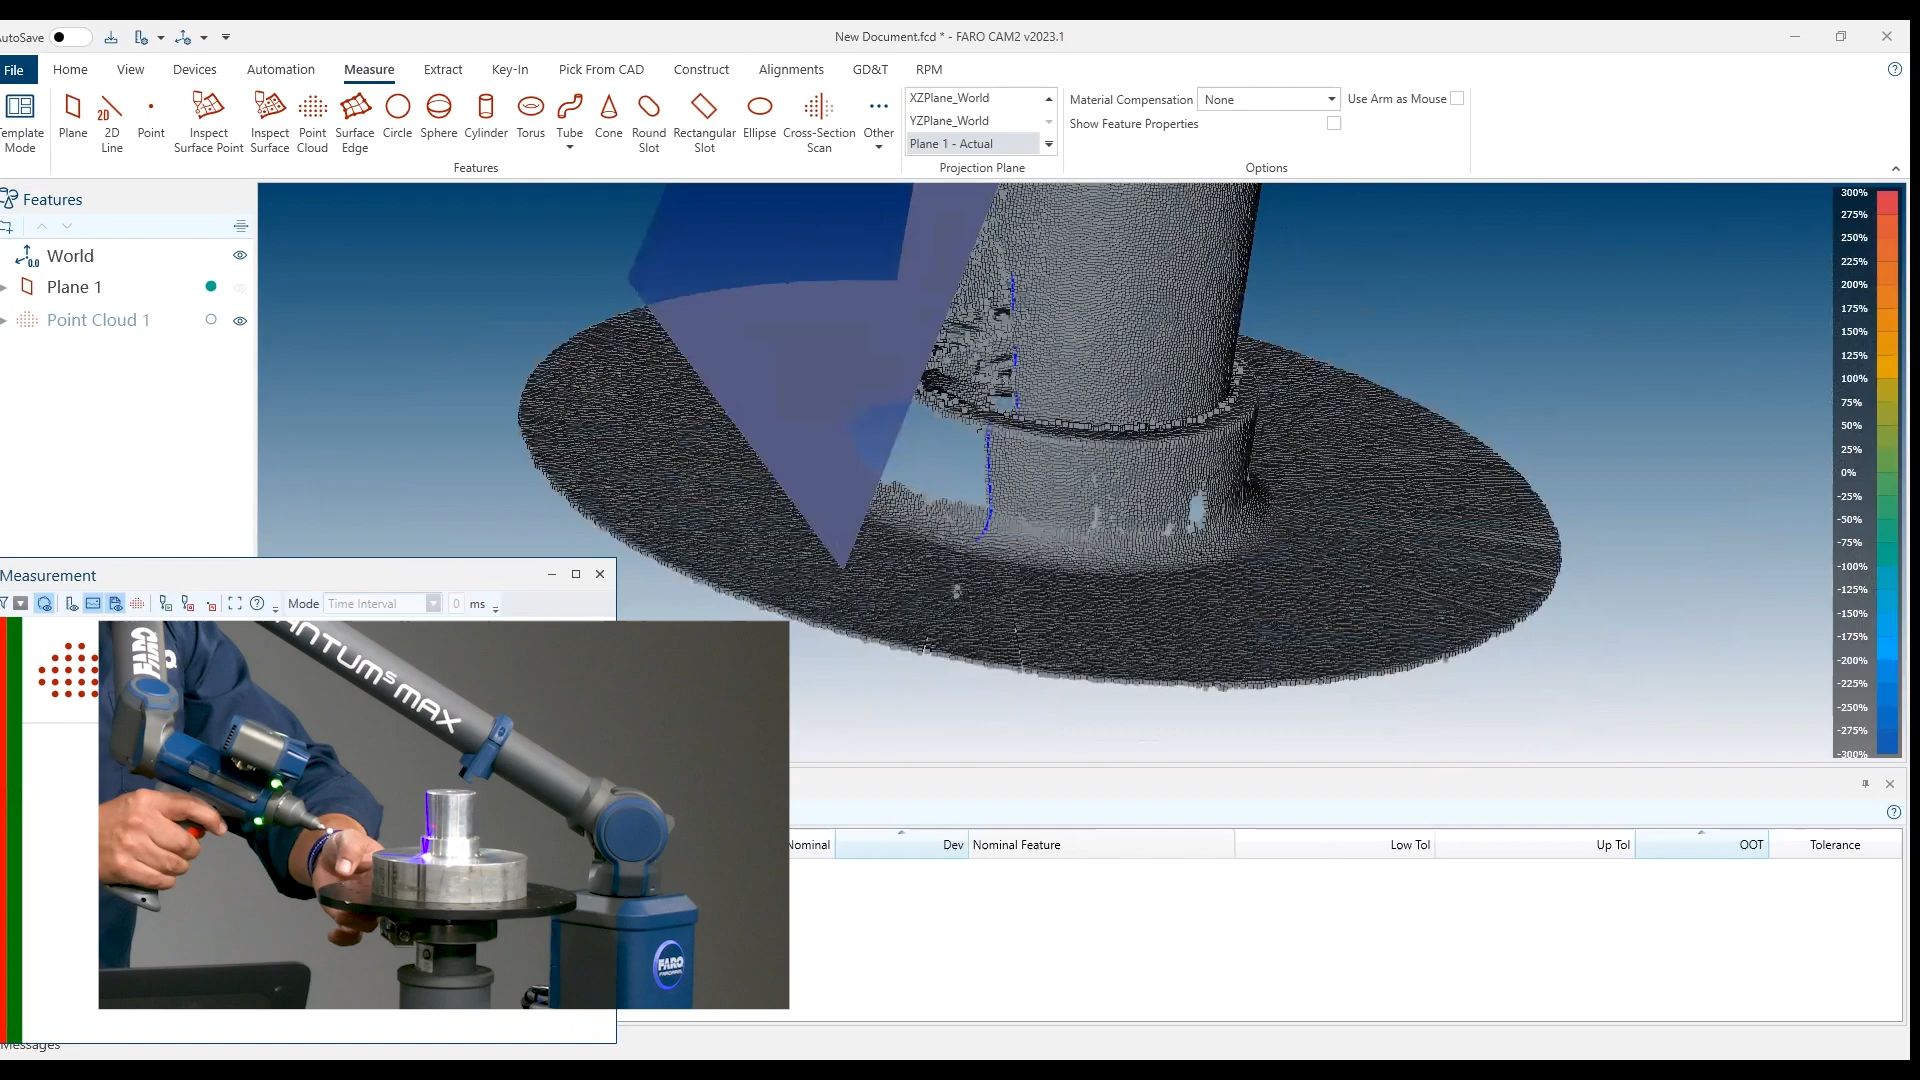 AutoSave
New Document.fcd * - FARO CAM2 v2023.1
File Home View Devices Automation Measure Extract Key-In Pick From CAD Construct Alignments GD&T RPM
Template Mode
Plane
2D Line
Point
Inspect Surface Point
Inspect Surface
Point Cloud
Surface Edge
Circle
Sphere
Cylinder
Torus
Tube
Cone
Round Slot
Rectangular Slot
Ellipse
Cross-Section Scan
Other
Features
XZPlane_World
YZPlane_World
Plane 1 - Actual
Projection Plane
Material Compensation None Use Arm as Mouse
Show Feature Properties
Options
Features
World
Plane 1
Point Cloud 1
300%
275%
250%
225%
200%
175%
150%
125%
100%
75%
50%
25%
0%
-25%
-50%
-75%
-100%
-125%
-150%
-175%
-200%
-225%
-250%
-275%
-300%
Measurement
Mode Time Interval 0 ms
FARO
QUANTUMS MAX
FARO
FAROARM
Nominal Dev Nominal Feature Low Tol Up Tol OOT Tolerance
Messages